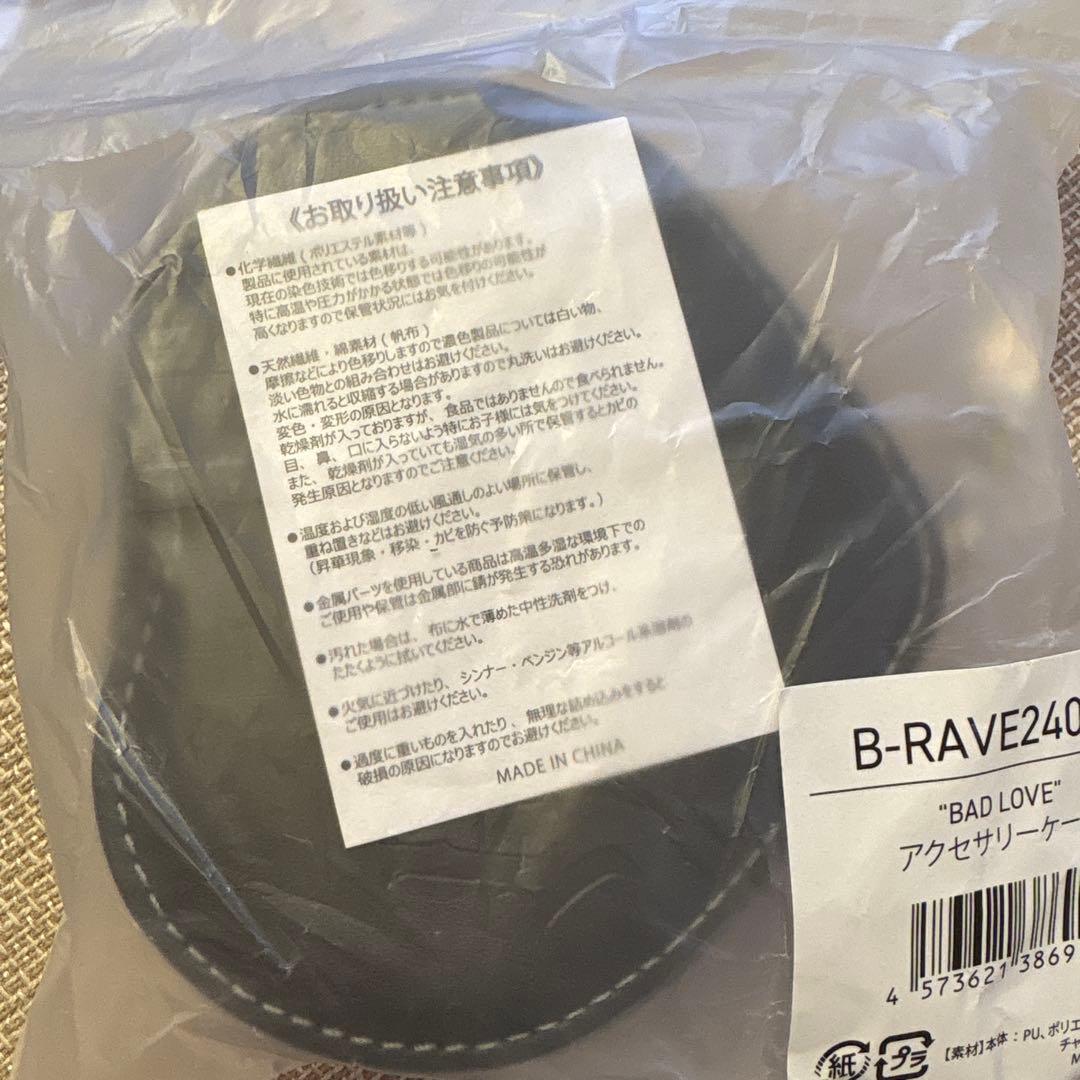 《お取り扱い注意事項》
●化学繊維(ポリエステル素材等)
製品に使用されている素材は、
現在の染色技術では色移りする可能性があります。
特に高温や圧力がかかる状態では色移りの可能性が
高くなりますので保管状況にはお気を付けください。
●天然繊維・綿素材(帆布)
摩擦などにより色移りしますので濃色製品については白い物、
淡い色物との組み合わせはお避けください。
水に濡れると収縮する場合がありますので丸洗いはお避けください。
変色・変形の原因となります。
乾燥剤が入っておりますが、食品ではありませんので食べられません。
目、鼻、口に入らないよう特にお子様には気をつけてください。
また、乾燥剤が入っていても湿気の多い所で保管するとカビの
発生原因となりますのでご注意ください。
●温度および湿度の低い風通しのよい場所に保管し、
重ね置きなどはお避けください。
(昇華現象・移染・カビを防ぐ予防策になります。)
●金属パーツを使用している商品は高温多湿な環境下での
ご使用や保管は金属部に錆が発生する恐れがあります。
●汚れた場合は、布に水で薄めた中性洗剤をつけ、
たたくように拭いてください。
●火気に近づけたり、シンナー・ベンジン等アルコール系溶剤の
ご使用はお避けください。
●過度に重いものを入れたり、無理な詰め込みをすると
破損の原因になりますのでお避けください。
MADE IN CHINA
B-RAVE240
"BAD LOVE"
アクセサリーケー
4 573621 3869
紙 プラ
【素材】本体:PU、ポリエ
チャ
M